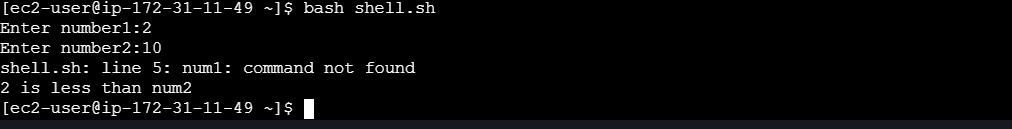 [ec2-user@ip-172-31-11-49 ~]$ bash shell.sh
Enter number1:2
Enter number2:10
shell.sh: line 5: num1: command not found
2 is less than num2
[ec2-user@ip-172-31-11-49 ~]$